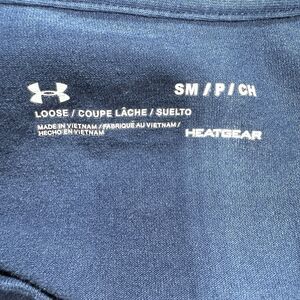 SM / P / CH
LOOSE / COUPE LÂCHE / SUELTO
MADE IN VIETNAM / FABRIQUÉ AU VIETNAM /
HECHO EN VIETNAM
HEATGEAR